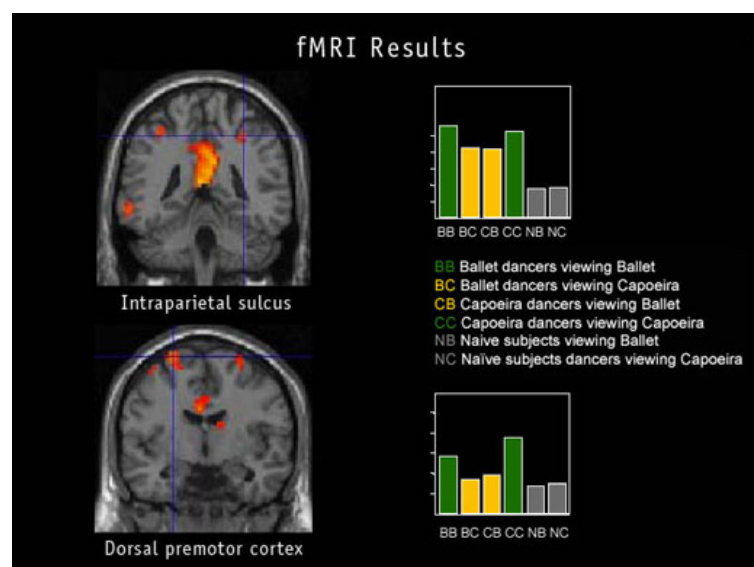 fMRI Results
Intraparietal sulcus
BB BC CB CC NB NC
BB Ballet dancers viewing Ballet
BC Ballet dancers viewing Capoeira
CB Capoeira dancers viewing Ballet
CC Capoeira dancers viewing Capoeira
NB Naive subjects viewing Ballet
NC Naïve subjects dancers viewing Capoeira
Dorsal premotor cortex
BB BC CB CC NB NC